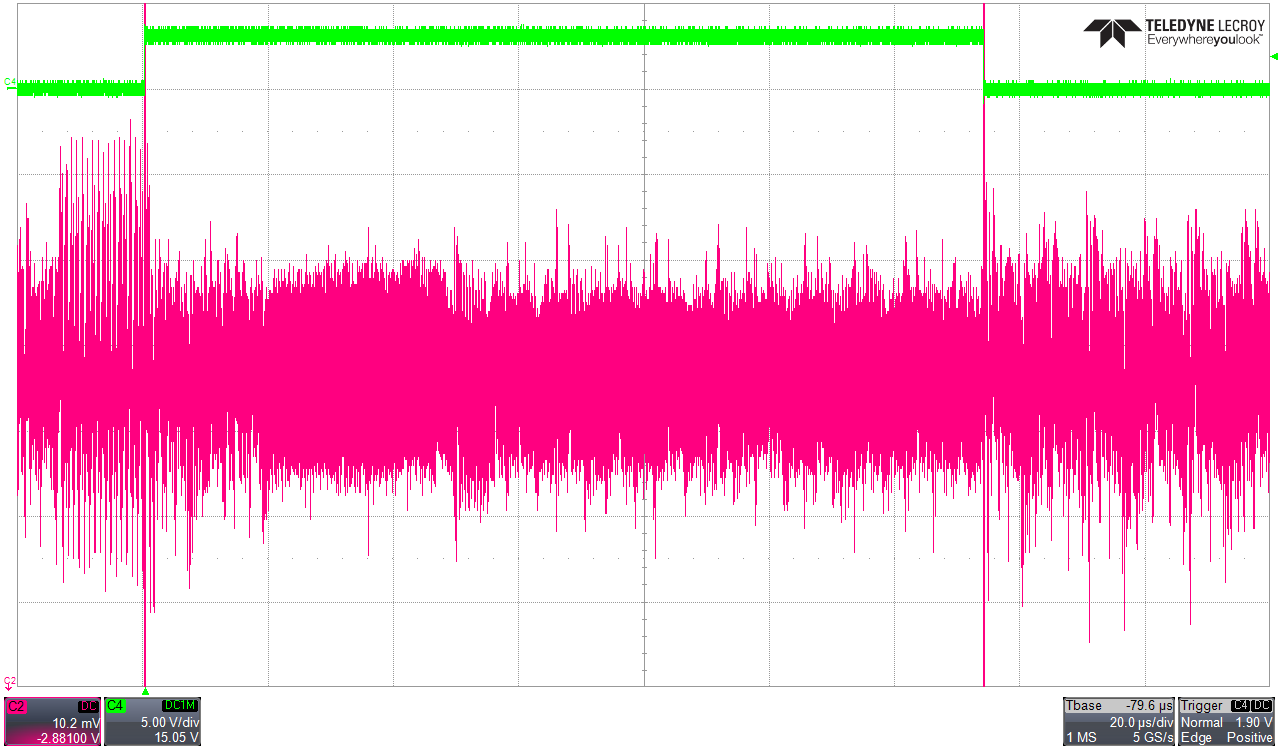 TELEDYNE LECROY
Everywhereyoulook™
C4
C2
C2 DC
10.2 mV
-2.88100 V
C4 DC1M
5.00 V/div
15.05 V
Tbase -79.6 µs
20.0 µs/div
1 MS 5 GS/s
Trigger C4 DC
Normal 1.90 V
Edge Positive